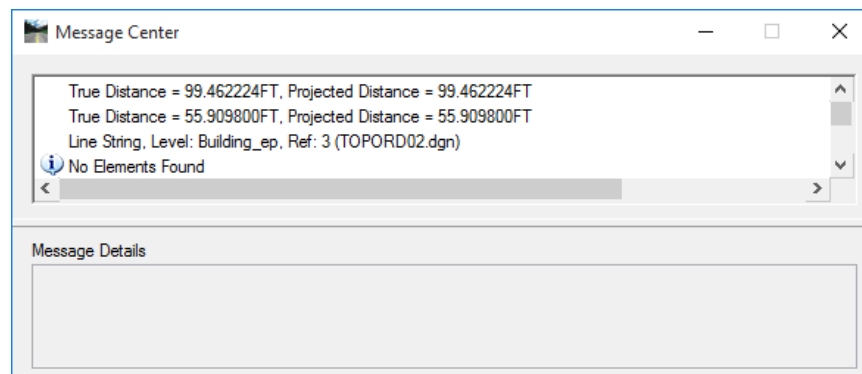 Message Center
True Distance = 99.462224FT, Projected Distance = 99.462224FT
True Distance = 55.909800FT, Projected Distance = 55.909800FT
Line String, Level: Building_ep, Ref: 3 (TOPORD02.dgn)
No Elements Found
Message Details